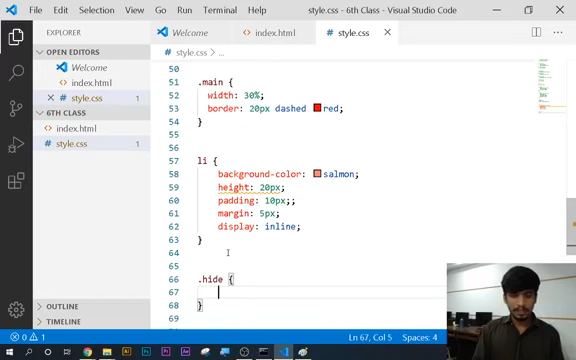 File Edit Selection View Go Run Terminal Help style.css - 6th Class - Visual Studio Code
EXPLORER
OPEN EDITORS
Welcome
index.html
style.css 1
6TH CLASS
index.html
style.css 1
OUTLINE
TIMELINE
Welcome index.html style.css
style.css > ...
50
51 .main {
52 width: 30%;
53 border: 20px dashed red;
54 }
55
56
57 li {
58 background-color: salmon;
59 height: 20px;
60 padding: 10px;;
61 margin: 5px;
62 display: inline;
63 }
64
65
66 .hide {
67
68 }
69
0 1 Ln 67, Col 5 Spaces: 4